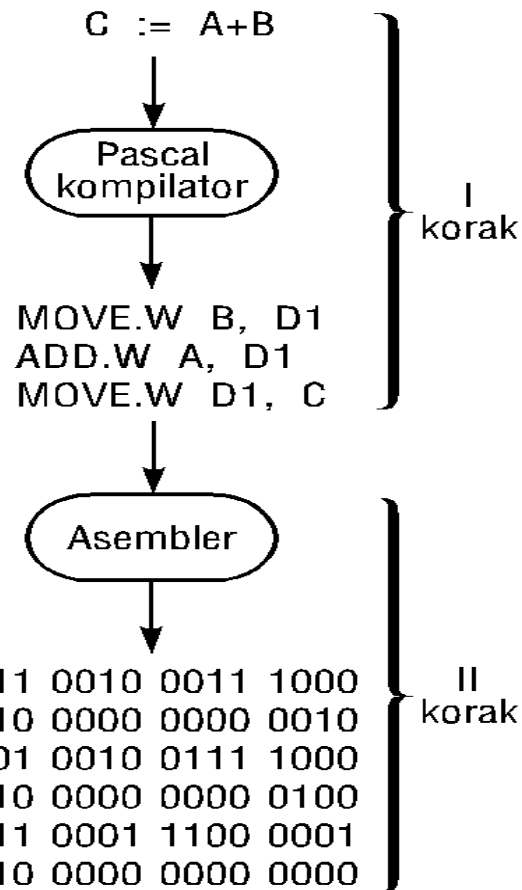 C := A+B
Pascal
kompilator
I
korak
MOVE.W B, D1
ADD.W A, D1
MOVE.W D1, C
Asembler
11 0010 0011 1000
10 0000 0000 0010
01 0010 0111 1000
10 0000 0000 0100
11 0001 1100 0001
10 0000 0000 0000
II
korak